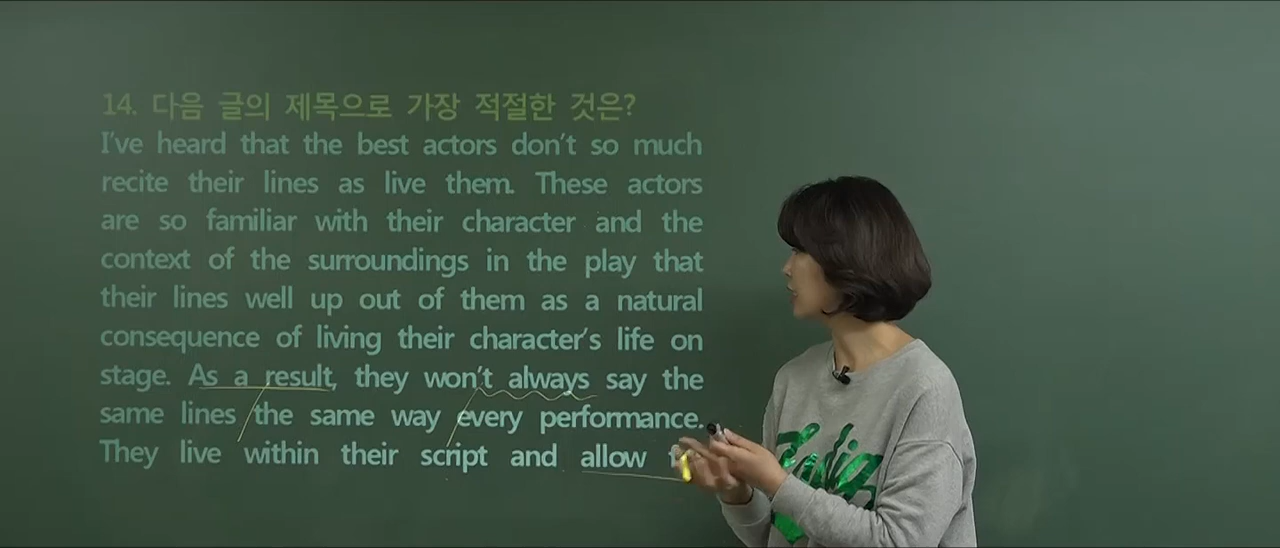 14. 다음 글의 제목으로 가장 적절한 것은?
I've heard that the best actors don't so much
recite their lines as live them. These actors
are so familiar with their character and the
context of the surroundings in the play that
their lines well up out of them as a natural
consequence of living their character's life on
stage. As a result, they won't always say the
same lines the same way every performance.
They live within their script and allow